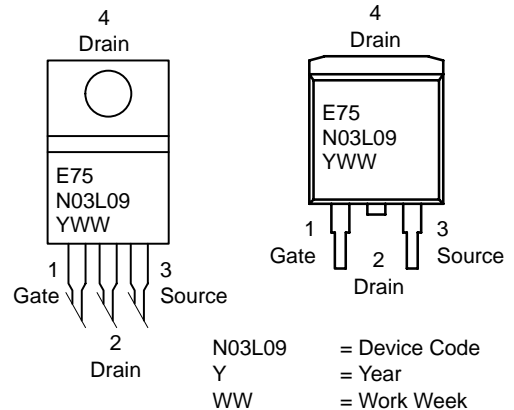 4
Drain
E75
N03L09
YWW
1
Gate
3
Source
2
Drain
4
Drain
E75
N03L09
YWW
1
Gate
2
Drain
3
Source
N03L09 = Device Code
Y = Year
WW = Work Week